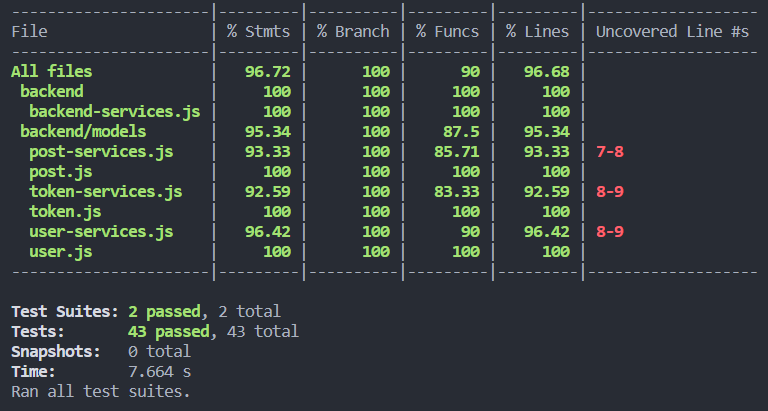 ----------------------|---------|----------|---------|---------|-------------------
File                  | % Stmts | % Branch | % Funcs | % Lines | Uncovered Line #s
----------------------|---------|----------|---------|---------|-------------------
All files             |   96.72 |      100 |      90 |   96.68 |
 backend              |     100 |      100 |     100 |     100 |
  backend-services.js |     100 |      100 |     100 |     100 |
 backend/models       |   95.34 |      100 |    87.5 |   95.34 |
  post-services.js    |   93.33 |      100 |   85.71 |   93.33 | 7-8
  post.js             |     100 |      100 |     100 |     100 |
  token-services.js   |   92.59 |      100 |   83.33 |   92.59 | 8-9
  token.js            |     100 |      100 |     100 |     100 |
  user-services.js    |   96.42 |      100 |      90 |   96.42 | 8-9
  user.js             |     100 |      100 |     100 |     100 |
----------------------|---------|----------|---------|---------|-------------------
Test Suites: 2 passed, 2 total
Tests:       43 passed, 43 total
Snapshots:   0 total
Time:        7.664 s
Ran all test suites.